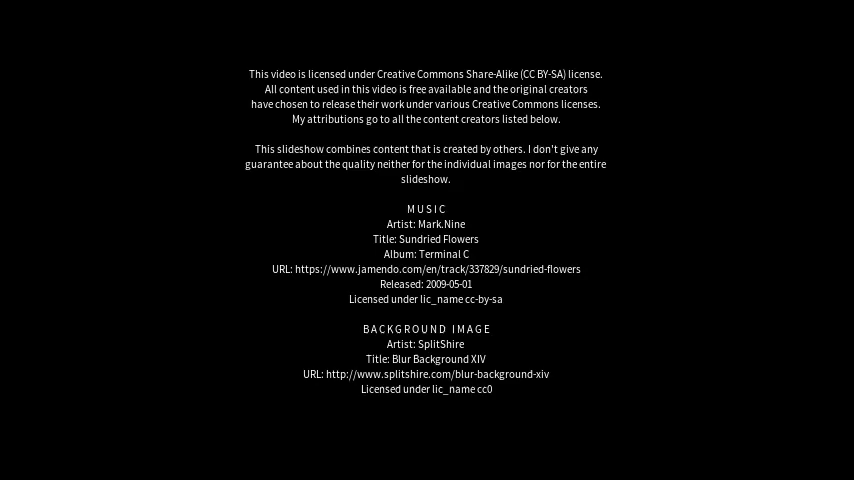 This video is licensed under Creative Commons Share-Alike (CC BY-SA) license.
All content used in this video is free available and the original creators
have chosen to release their work under various Creative Commons licenses.
My attributions go to all the content creators listed below.
This slideshow combines content that is created by others. I don't give any
guarantee about the quality neither for the individual images nor for the entire
slideshow.
MUSIC
Artist: Mark.Nine
Title: Sundried Flowers
Album: Terminal C
URL: https://www.jamendo.com/en/track/337829/sundried-flowers
Released: 2009-05-01
Licensed under lic_name cc-by-sa
BACKGROUND IMAGE
Artist: SplitShire
Title: Blur Background XIV
URL: http://www.splitshire.com/blur-background-xiv
Licensed under lic_name cc0